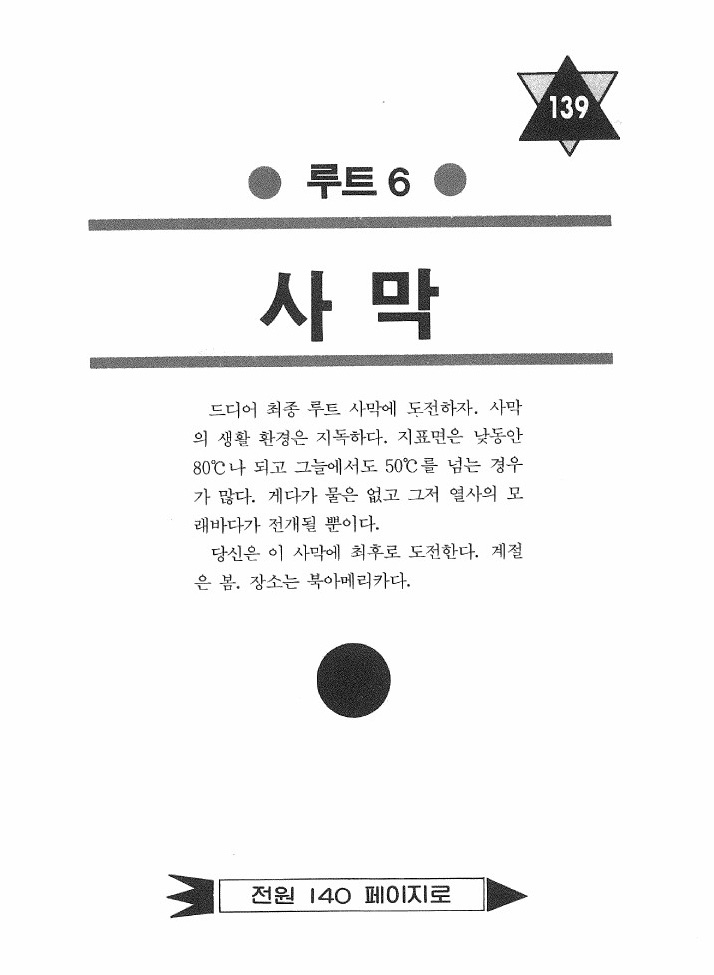 139
루트 6
사막
드디어 최종 루트 사막에 도전하자. 사막
의 생활 환경은 지독하다. 지표면은 낮동안
80℃나 되고 그늘에서도 50℃를 넘는 경우
가 많다. 게다가 물은 없고 그저 열사의 모
래바다가 전개될 뿐이다.
당신은 이 사막에 최후로 도전한다. 계절
은 봄. 장소는 북아메리카다.
전원 140 페이지로